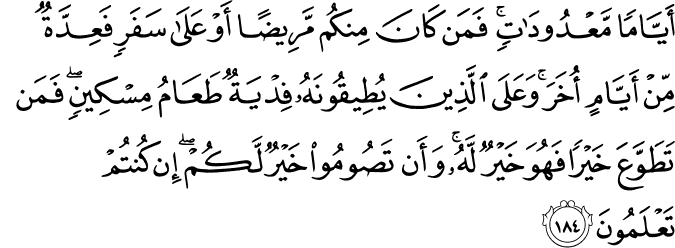 أَيَّامًا مَّعْدُودَٰتٍ ۚ فَمَن كَانَ مِنكُم مَّرِيضًا أَوْ عَلَىٰ سَفَرٍ فَعِدَّةٌ
مِّنْ أَيَّامٍ أُخَرَ ۚ وَعَلَى ٱلَّذِينَ يُطِيقُونَهُۥ فِدْيَةٌ طَعَامُ مِسْكِينٍ ۖ فَمَن
تَطَوَّعَ خَيْرًا فَهُوَ خَيْرٌ لَّهُۥ ۚ وَأَن تَصُومُوا۟ خَيْرٌ لَّكُمْ ۖ إِن كُنتُمْ
تَعْلَمُونَ ١٨٤